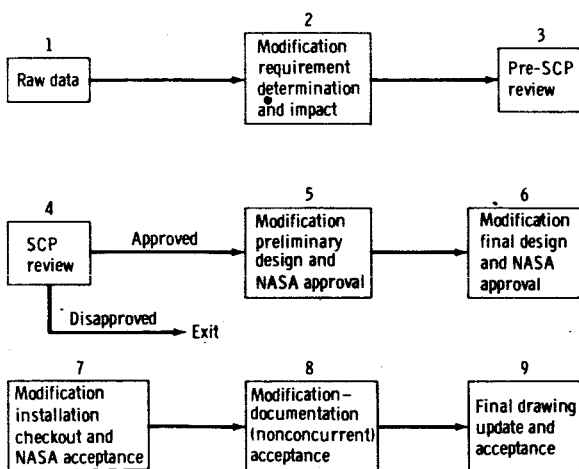 1
Raw data
2
Modification
requirement
determination
and impact
3
Pre-SCP
review
4
SCP
review
Approved
Disapproved
Exit
5
Modification
preliminary
design and
NASA approval
6
Modification
final design
and NASA
approval
7
Modification
installation
checkout and
NASA acceptance
8
Modification-
documentation
(nonconcurrent)
acceptance
9
Final drawing
update and
acceptance